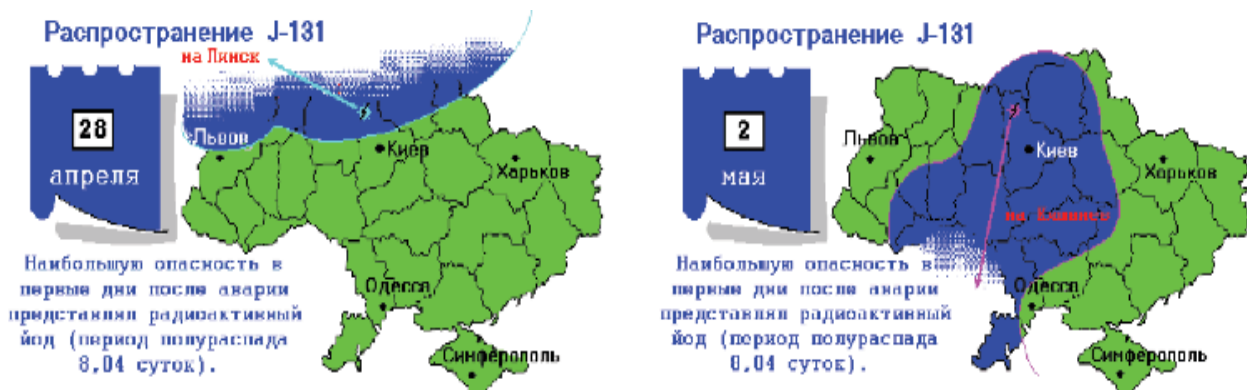 Распространение J-131
на Пинск
28
апреля
Львов
Киев
Харьков
Одесса
Симферополь
Наибольшую опасность в
первые дни после аварии
представлял радиоактивный
йод (период полураспада
8,04 суток).
Распространение J-131
2
мая
Львов
Киев
Харьков
на Кишинев
Одесса
Симферополь
Наибольшую опасность в
первые дни после аварии
представлял радиоактивный
йод (период полураспада
8,04 суток).